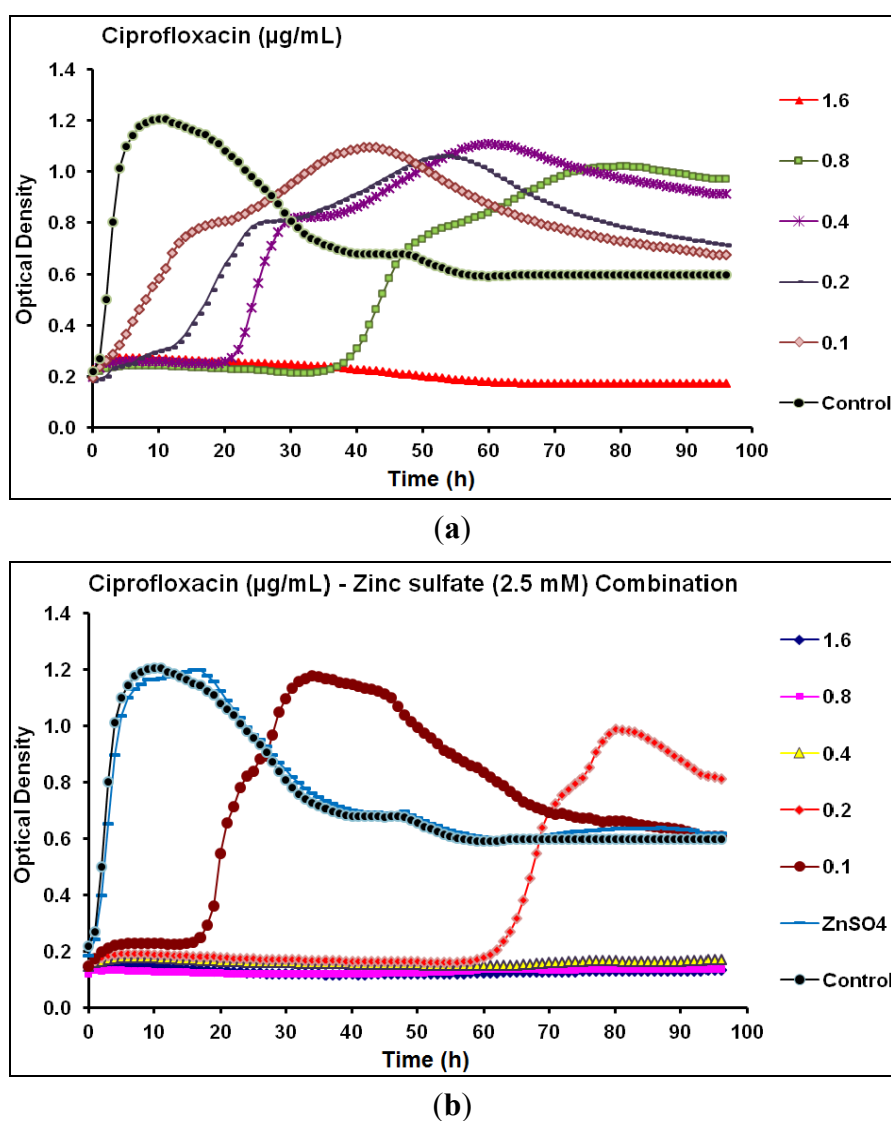 Ciprofloxacin (µg/mL)
1.4
1.2
1.0
0.8
0.6
0.4
0.2
0.0
Optical Density
0 10 20 30 40 50 60 70 80 90 100
Time (h)
1.6
0.8
0.4
0.2
0.1
Control
(a)
Ciprofloxacin (µg/mL) - Zinc sulfate (2.5 mM) Combination
1.4
1.2
1.0
0.8
0.6
0.4
0.2
0.0
Optical Density
0 10 20 30 40 50 60 70 80 90 100
Time (h)
1.6
0.8
0.4
0.2
0.1
ZnSO4
Control
(b)